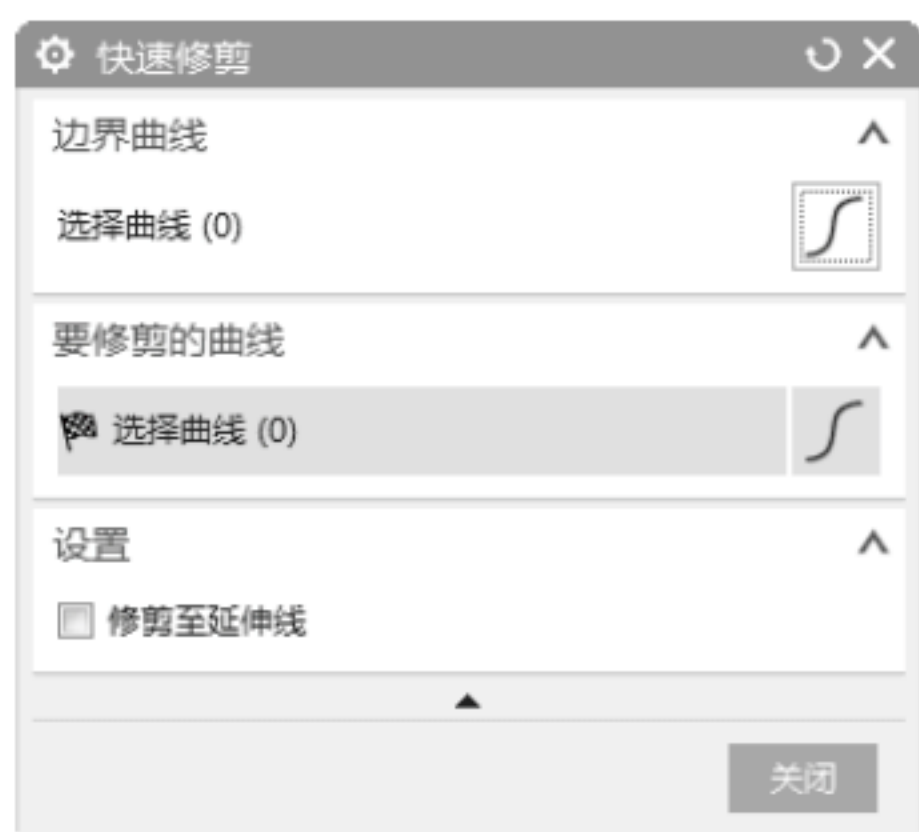 快速修剪
边界曲线
选择曲线 (0)
要修剪的曲线
选择曲线 (0)
设置
修剪至延伸线
关闭